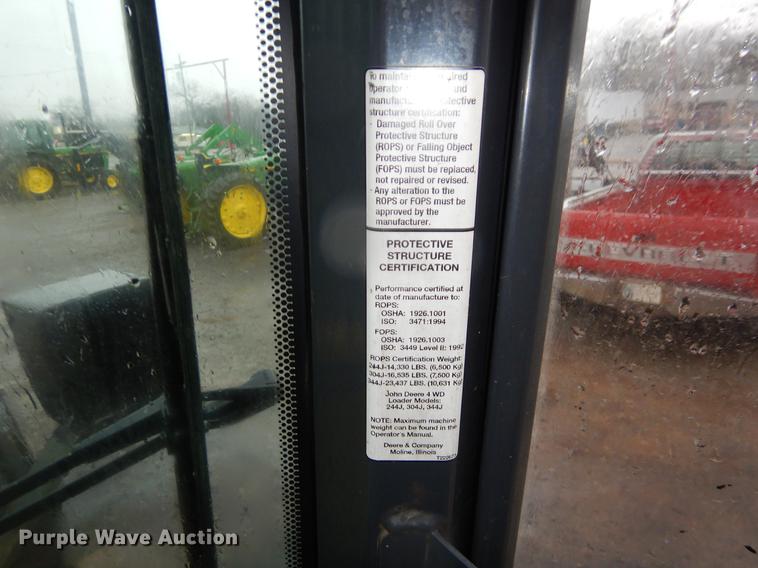 To maintain
operator and
manufacturer
structure certification:
- Damaged Roll Over
Protective Structure
(ROPS) or Falling Object
Protective Structure
(FOPS) must be replaced,
not repaired or revised.
- Any alteration to the
ROPS or FOPS must be
approved by the
manufacturer.
PROTECTIVE
STRUCTURE
CERTIFICATION
Performance certified at
date of manufacture to:
ROPS:
OSHA: 1926.1001
ISO: 3471:1994
FOPS:
OSHA: 1926.1003
ISO: 3449 Level II: 1992
ROPS Certification Weight:
244J-14,330 LBS. (6,500 Kg)
304J-16,535 LBS. (7,500 Kg)
344J-23,437 LBS. (10,631 Kg)
John Deere 4 WD
Loader Models:
244J, 304J, 344J
NOTE: Maximum machine
weight can be found in the
Operator's Manual.
Deere & Company
Moline, Illinois
CHEVROLET
Purple Wave Auction